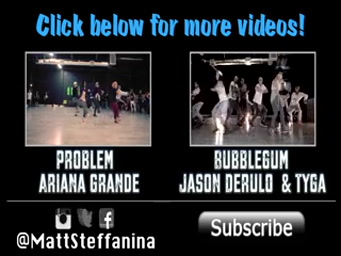 Click below for more videos!
PROBLEM
ARIANA GRANDE
BUBBLEGUM
JASON DERULO & TYGA
@MattSteffanina
Subscribe